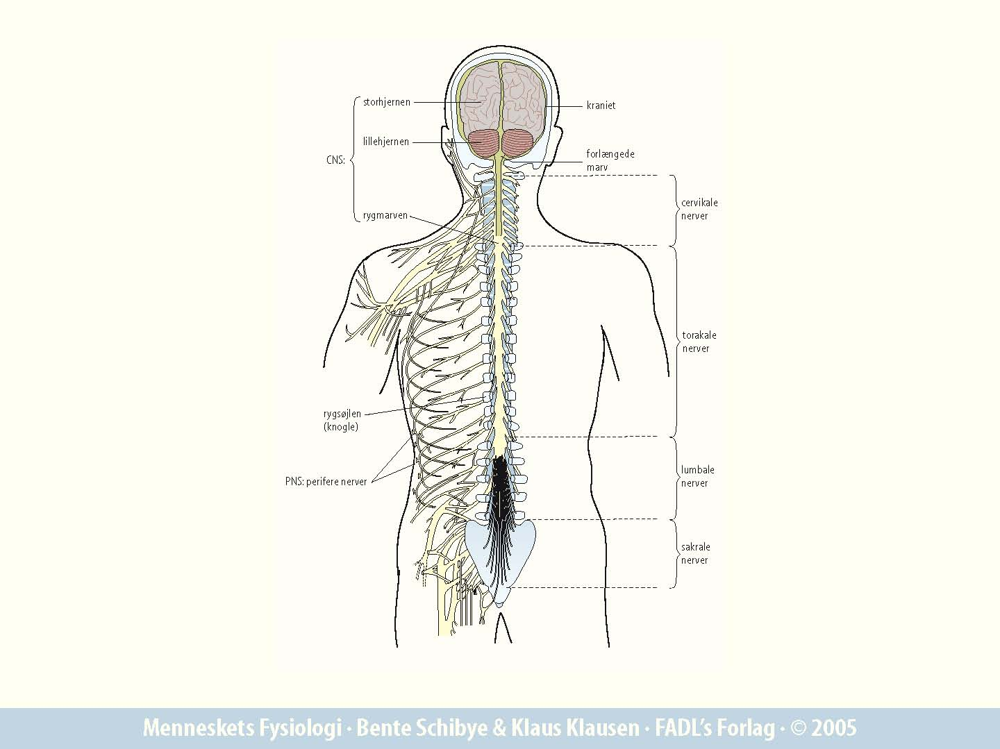 storhjernen
kraniet
lillehjernen
forlængede
marv
CNS:
cervikale
nerver
rygmarven
torakale
nerver
rygsøjlen
(knogle)
PNS: perifere nerver
lumbale
nerver
sakrale
nerver
Menneskets Fysiologi · Bente Schibye & Klaus Klausen · FADL's Forlag · © 2005